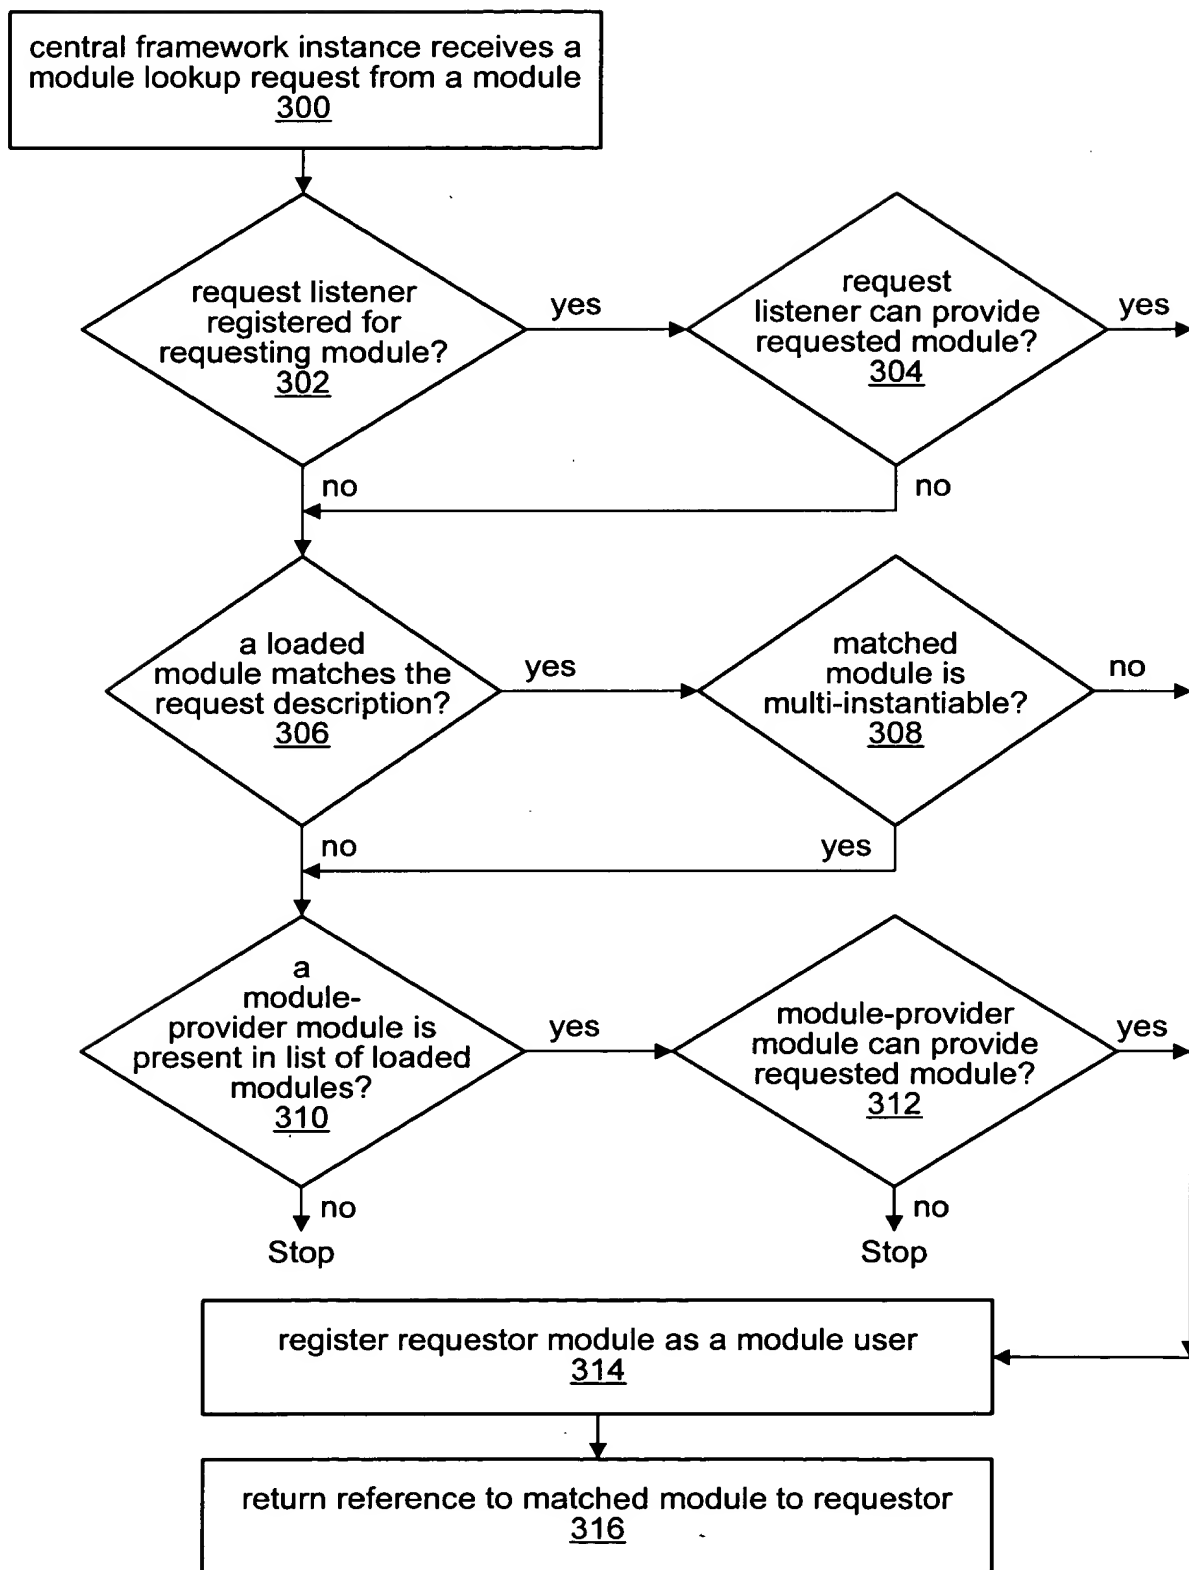 central framework instance receives a
module lookup request from a module
300
request listener
registered for
requesting module?
302
yes
request
listener can provide
requested module?
304
yes
no
no
a loaded
module matches the
request description?
306
yes
matched
module is
multi-instantiable?
308
no
no
yes
a
module-
provider module is
present in list of loaded
modules?
310
yes
module-provider
module can provide
requested module?
312
yes
no
Stop
no
Stop
register requestor module as a module user
314
return reference to matched module to requestor
316